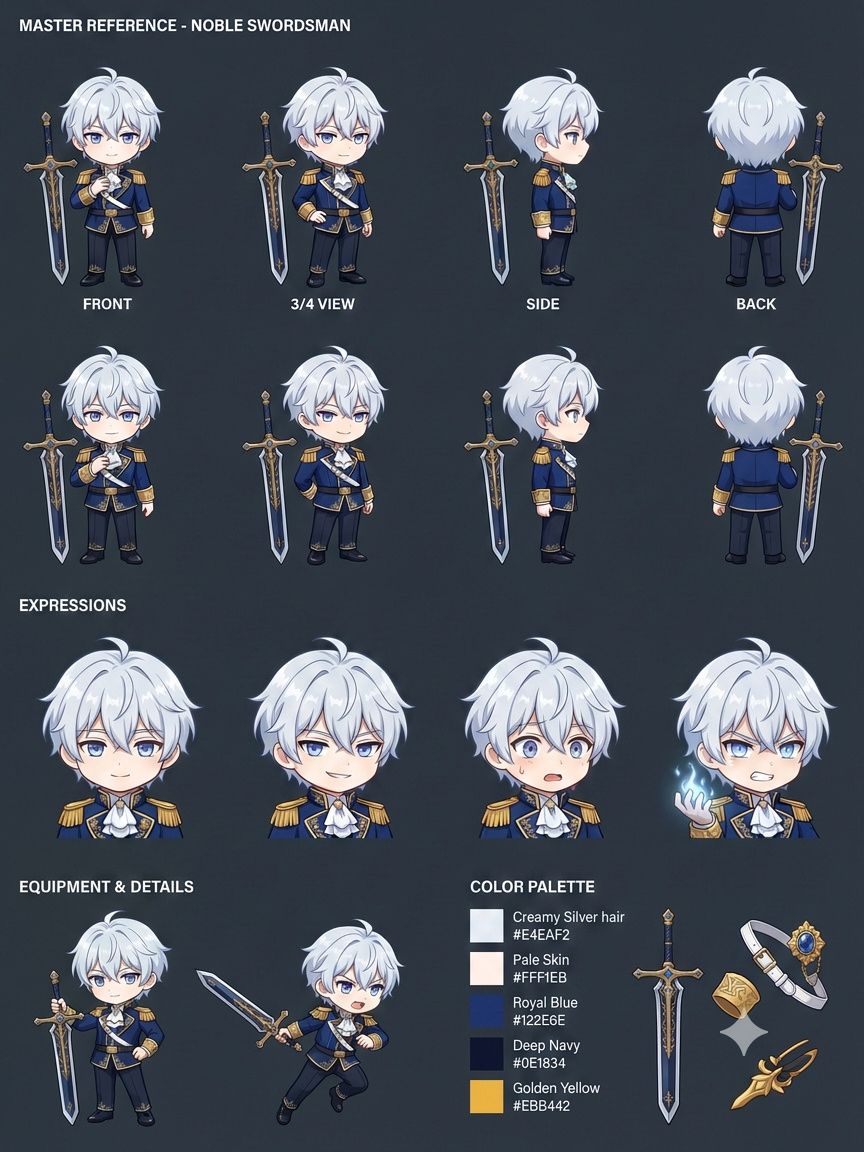 MASTER REFERENCE - NOBLE SWORDSMAN
FRONT
3/4 VIEW
SIDE
BACK
EXPRESSIONS
EQUIPMENT & DETAILS
COLOR PALETTE
Creamy Silver hair
#E4EAF2
Pale Skin
#FFF1EB
Royal Blue
#122E6E
Deep Navy
#0E1834
Golden Yellow
#EBB442